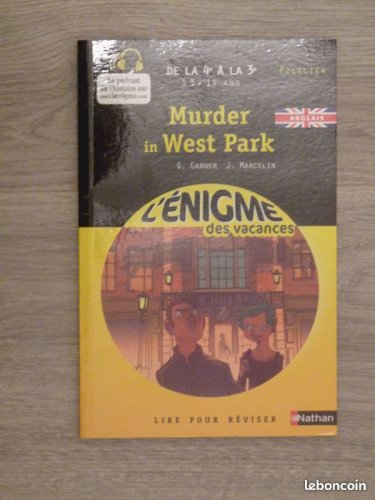 Le podcast
de l'histoire sur
DE LA 4e À LA 3e
13 • 14 ANS
POLICIER
ANGLAIS
Murder
in West Park
G. GARNER J. MARCELIN
L'ÉNIGME
des vacances
LIRE POUR RÉVISER
Nathan
leboncoin